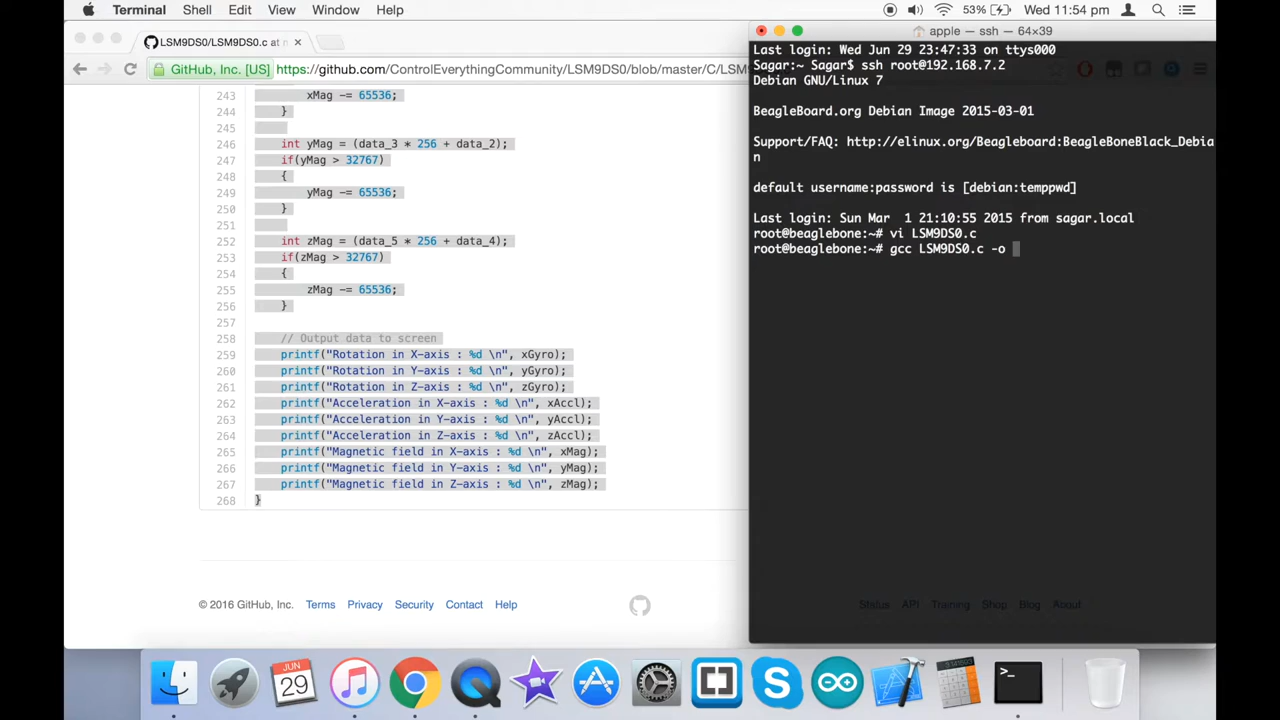 Terminal Shell Edit View Window Help 53% Wed 11:54 pm
LSM9DS0/LSM9DS0.c at m
GitHub, Inc. [US] https://github.com/ControlEverythingCommunity/LSM9DS0/blob/master/C/LSM
243 xMag -= 65536;
244 }
245
246 int yMag = (data_3 * 256 + data_2);
247 if(yMag > 32767)
248 {
249 yMag -= 65536;
250 }
251
252 int zMag = (data_5 * 256 + data_4);
253 if(zMag > 32767)
254 {
255 zMag -= 65536;
256 }
257
258 // Output data to screen
259 printf("Rotation in X-axis : %d \n", xGyro);
260 printf("Rotation in Y-axis : %d \n", yGyro);
261 printf("Rotation in Z-axis : %d \n", zGyro);
262 printf("Acceleration in X-axis : %d \n", xAccl);
263 printf("Acceleration in Y-axis : %d \n", yAccl);
264 printf("Acceleration in Z-axis : %d \n", zAccl);
265 printf("Magnetic field in X-axis : %d \n", xMag);
266 printf("Magnetic field in Y-axis : %d \n", yMag);
267 printf("Magnetic field in Z-axis : %d \n", zMag);
268 }
© 2016 GitHub, Inc. Terms Privacy Security Contact Help
Status API Training Shop Blog About
apple — ssh — 64×39
Last login: Wed Jun 29 23:47:33 on ttys000
Sagar:~ Sagar$ ssh root@192.168.7.2
Debian GNU/Linux 7
BeagleBoard.org Debian Image 2015-03-01
Support/FAQ: http://elinux.org/Beagleboard:BeagleBoneBlack_Debia
n
default username:password is [debian:temppwd]
Last login: Sun Mar  1 21:10:55 2015 from sagar.local
root@beaglebone:~# vi LSM9DS0.c
root@beaglebone:~# gcc LSM9DS0.c -o
JUN
29
S
>_